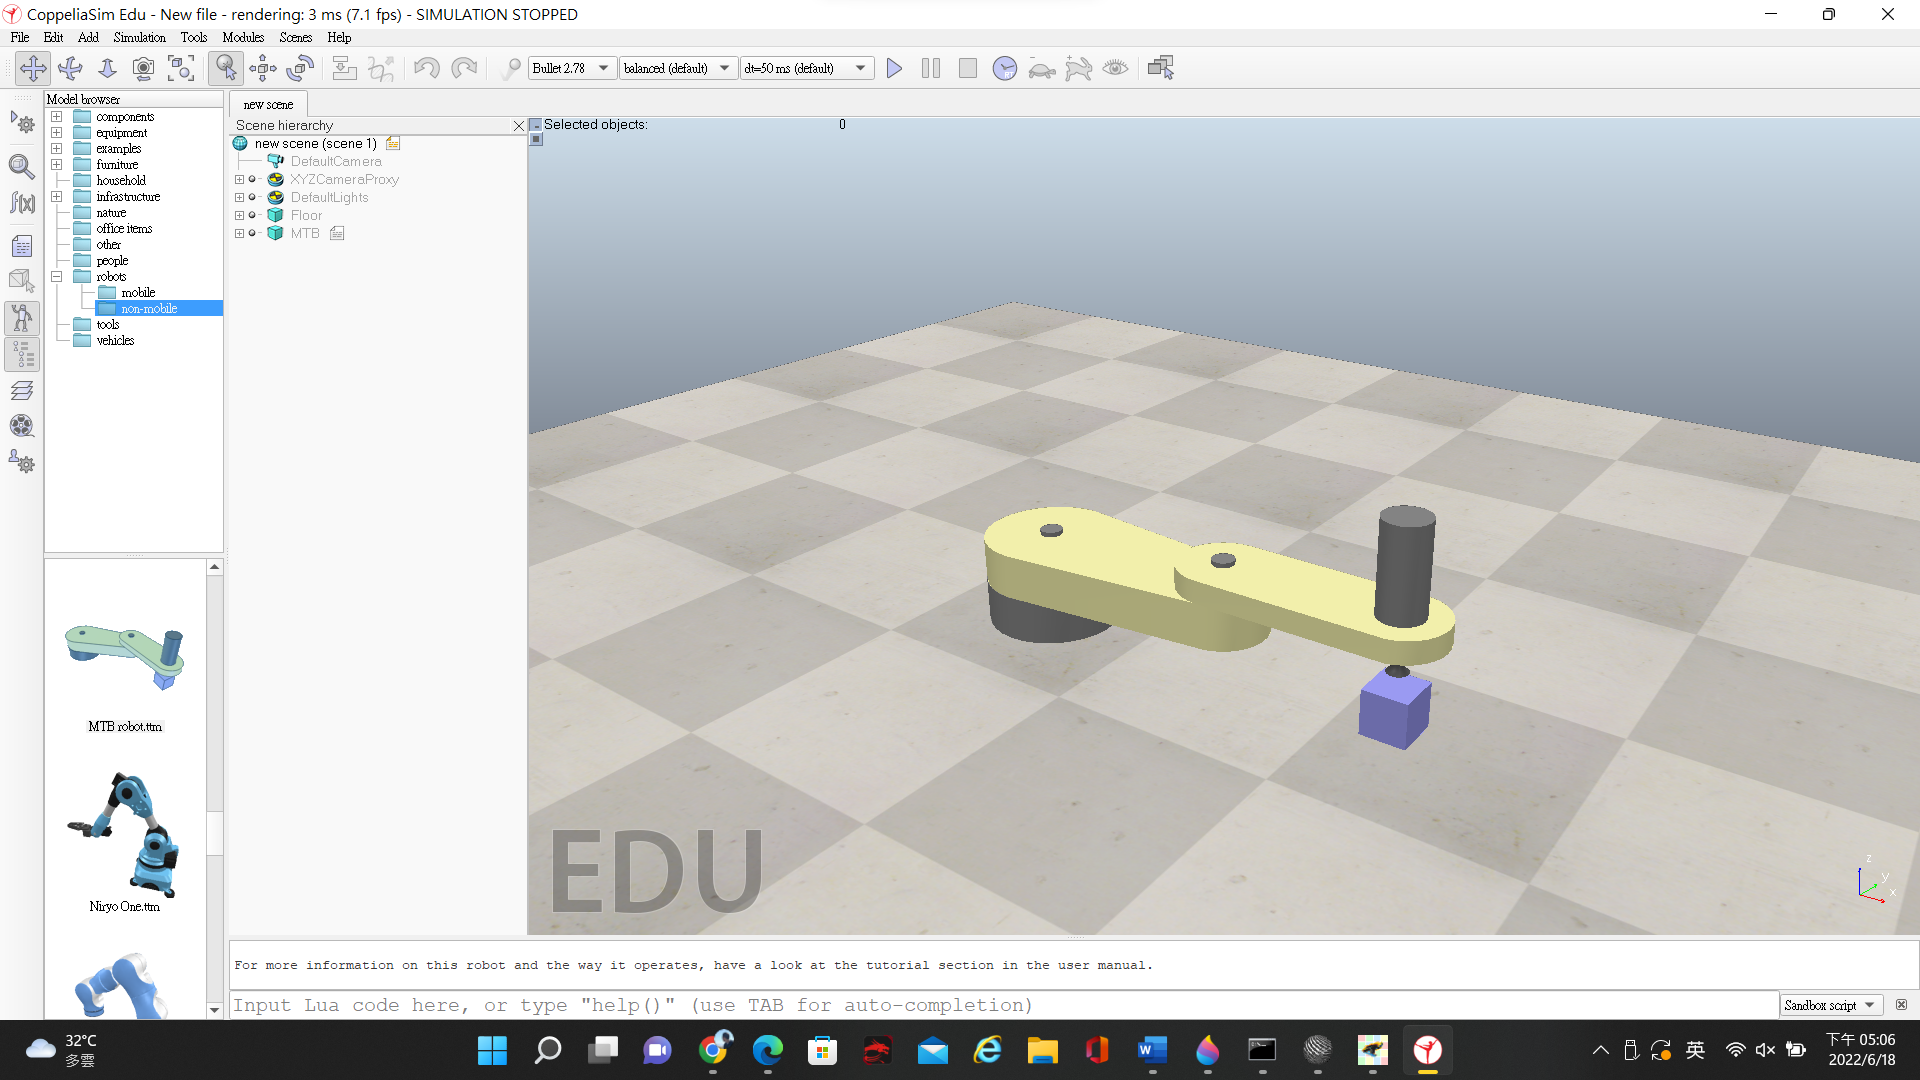 CoppeliaSim Edu - New file - rendering: 3 ms (7.1 fps) - SIMULATION STOPPED
File Edit Add Simulation Tools Modules Scenes Help
Bullet 2.78 balanced (default) dt=50 ms (default) RT
Model browser
components
equipment
examples
furniture
household
infrastructure
nature
office items
other
people
robots
mobile
non-mobile
tools
vehicles
MTB robot.ttm
Niryo One.ttm
new scene
Scene hierarchy
new scene (scene 1)
DefaultCamera
XYZCameraProxy
DefaultLights
Floor
MTB
f(x)
Selected objects: 0
EDU
z
y
x
For more information on this robot and the way it operates, have a look at the tutorial section in the user manual.
Input Lua code here, or type "help()" (use TAB for auto-completion)
Sandbox script
32°C
多雲
英
下午 05:06
2022/6/18